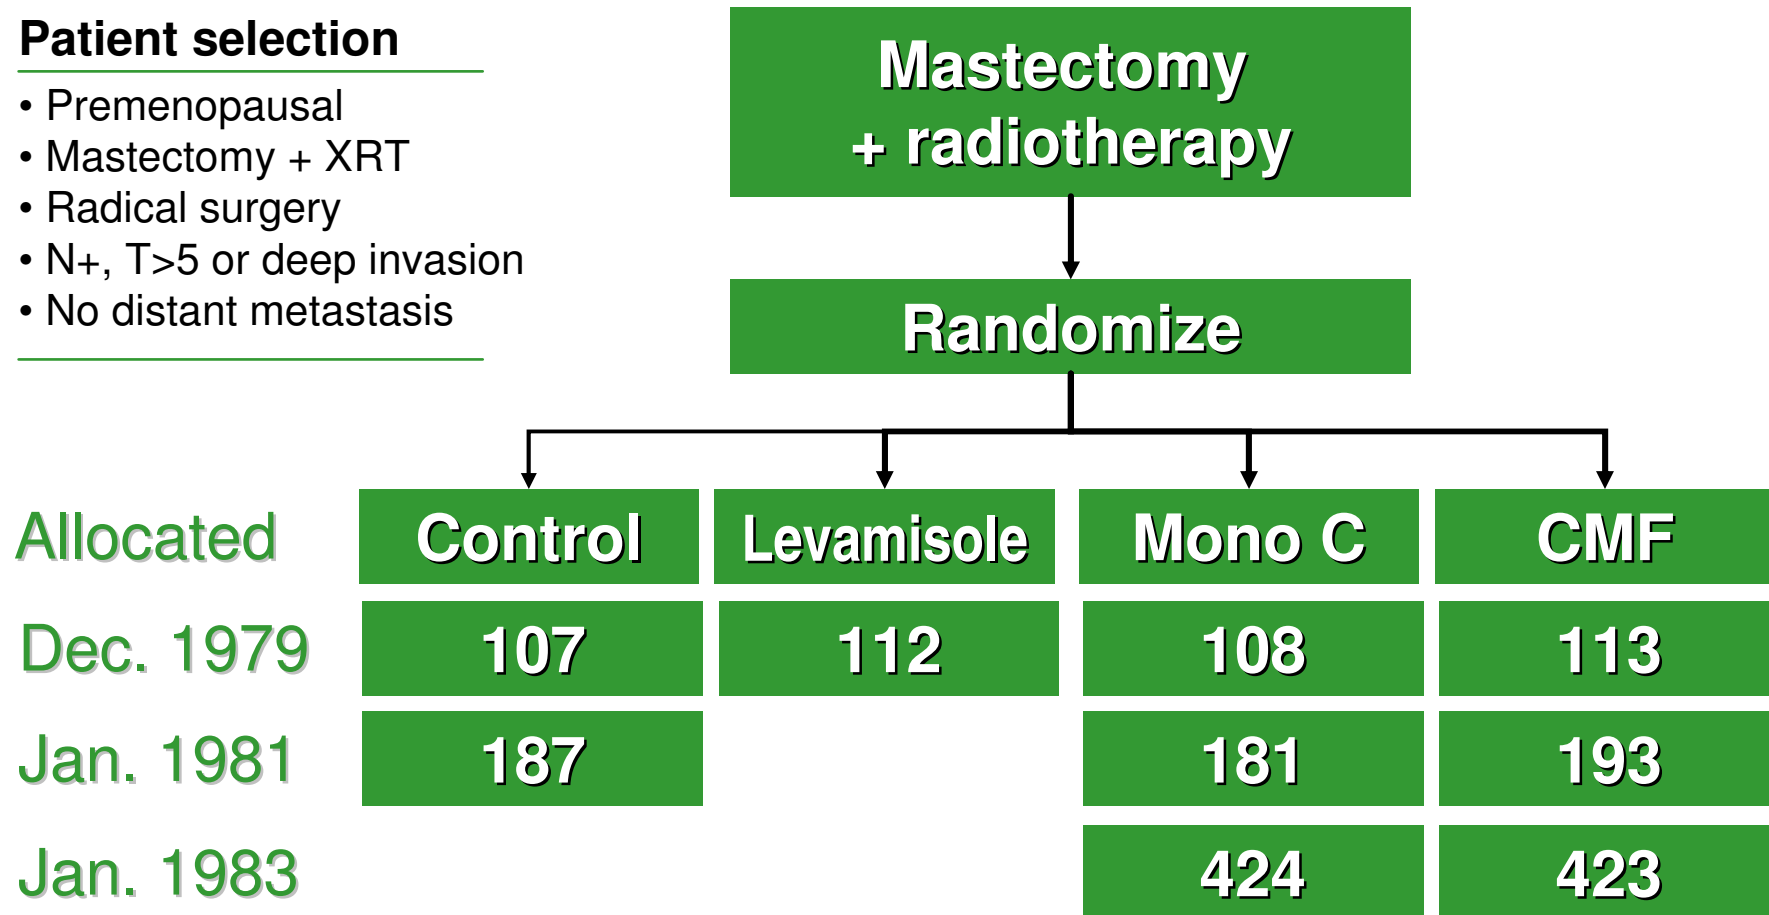 Patient selection
• Premenopausal
• Mastectomy + XRT
• Radical surgery
• N+, T>5 or deep invasion
• No distant metastasis
Mastectomy
+ radiotherapy
Randomize
Allocated Control Levamisole Mono C CMF
Dec. 1979 107 112 108 113
Jan. 1981 187 181 193
Jan. 1983 424 423